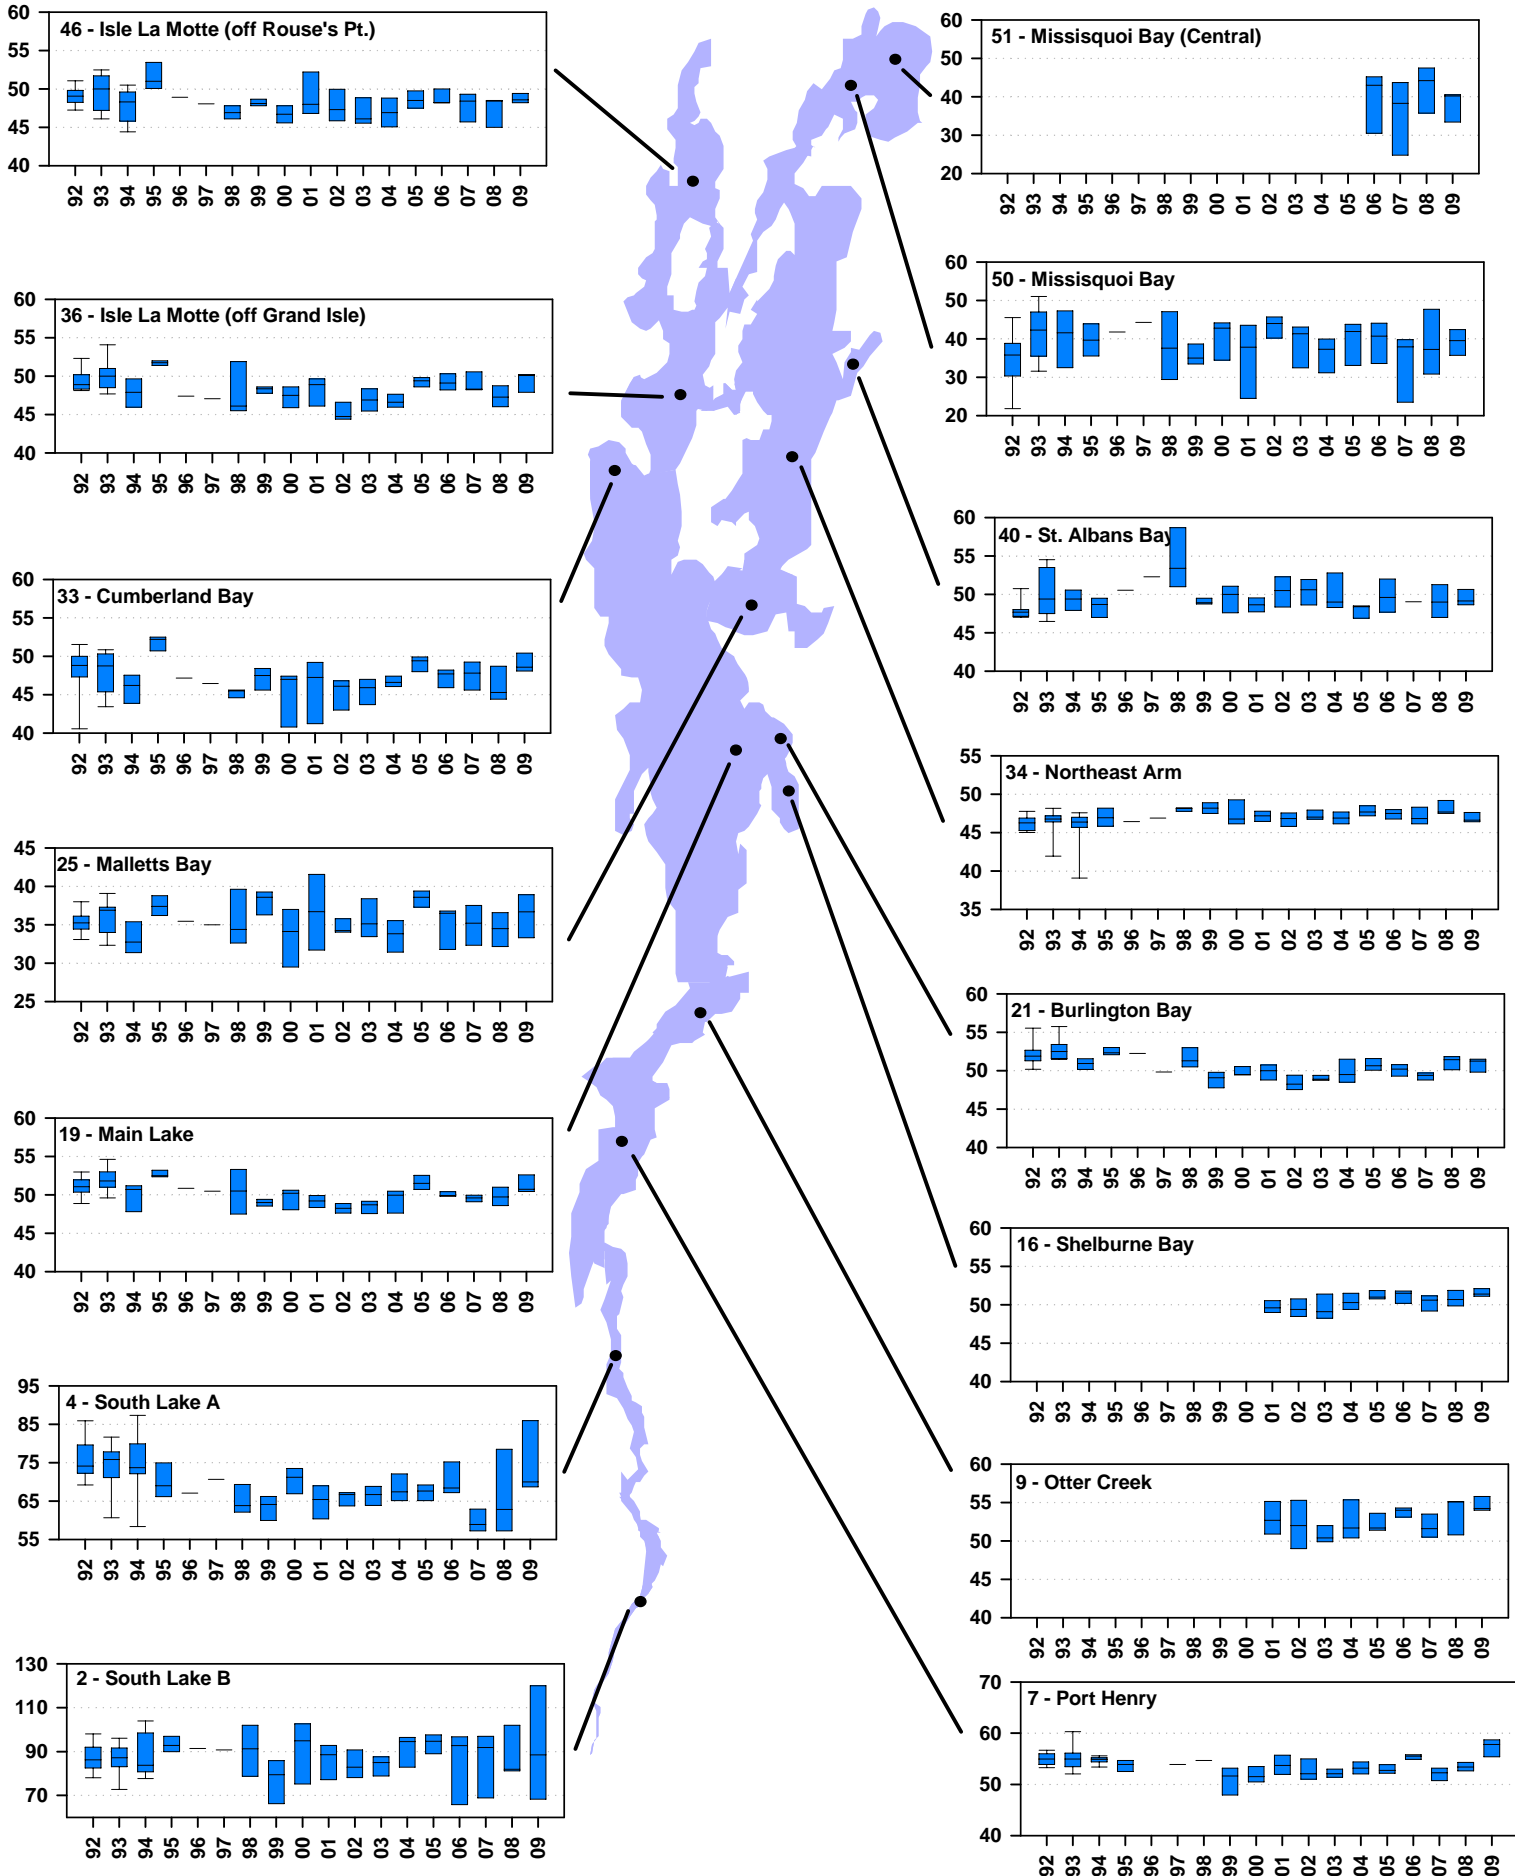 46 - Isle La Motte (off Rouse's Pt.)
60
55
50
45
40
92 93 94 95 96 97 98 99 00 01 02 03 04 05 06 07 08 09
36 - Isle La Motte (off Grand Isle)
60
55
50
45
40
92 93 94 95 96 97 98 99 00 01 02 03 04 05 06 07 08 09
33 - Cumberland Bay
60
55
50
45
40
92 93 94 95 96 97 98 99 00 01 02 03 04 05 06 07 08 09
25 - Malletts Bay
45
40
35
30
25
92 93 94 95 96 97 98 99 00 01 02 03 04 05 06 07 08 09
19 - Main Lake
60
55
50
45
40
92 93 94 95 96 97 98 99 00 01 02 03 04 05 06 07 08 09
4 - South Lake A
95
85
75
65
55
92 93 94 95 96 97 98 99 00 01 02 03 04 05 06 07 08 09
2 - South Lake B
130
110
90
70
92 93 94 95 96 97 98 99 00 01 02 03 04 05 06 07 08 09
51 - Missisquoi Bay (Central)
60
50
40
30
20
92 93 94 95 96 97 98 99 00 01 02 03 04 05 06 07 08 09
50 - Missisquoi Bay
60
50
40
30
20
92 93 94 95 96 97 98 99 00 01 02 03 04 05 06 07 08 09
40 - St. Albans Bay
60
55
50
45
40
92 93 94 95 96 97 98 99 00 01 02 03 04 05 06 07 08 09
34 - Northeast Arm
55
50
45
40
35
92 93 94 95 96 97 98 99 00 01 02 03 04 05 06 07 08 09
21 - Burlington Bay
60
55
50
45
40
92 93 94 95 96 97 98 99 00 01 02 03 04 05 06 07 08 09
16 - Shelburne Bay
60
55
50
45
40
92 93 94 95 96 97 98 99 00 01 02 03 04 05 06 07 08 09
9 - Otter Creek
60
55
50
45
40
92 93 94 95 96 97 98 99 00 01 02 03 04 05 06 07 08 09
7 - Port Henry
70
60
50
40
92 93 94 95 96 97 98 99 00 01 02 03 04 05 06 07 08 09